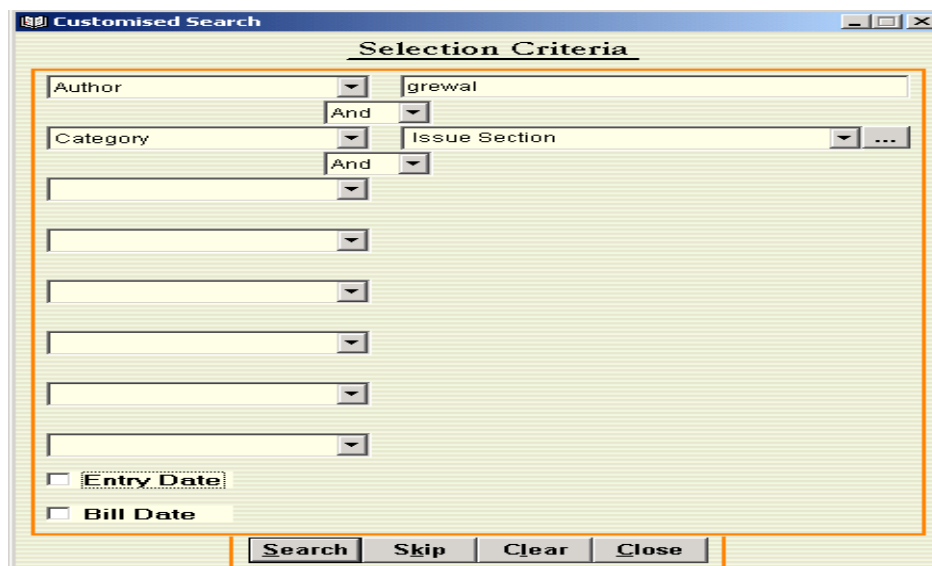 Customised Search
Selection Criteria
Author grewal
And
Category Issue Section ...
And
Entry Date
Bill Date
Search Skip Clear Close